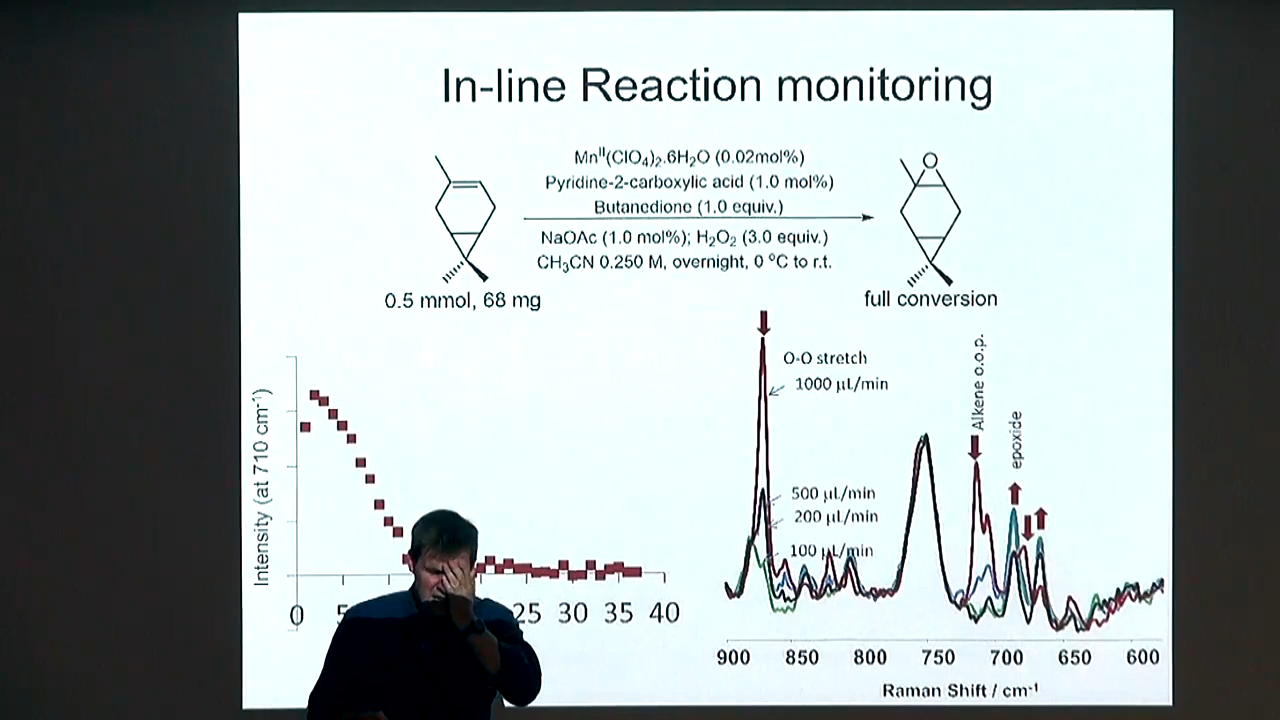 In-line Reaction monitoring
Mnᴵᴵ(ClO₄)₂.6H₂O (0.02mol%)
Pyridine-2-carboxylic acid (1.0 mol%)
Butanedione (1.0 equiv.)
NaOAc (1.0 mol%); H₂O₂ (3.0 equiv.)
CH₃CN 0.250 M, overnight, 0 ºC to r.t.
0.5 mmol, 68 mg
O
full conversion
Intensity (at 710 cm⁻¹)
0 5 25 30 35 40
O-O stretch
1000 µL/min
500 µL/min
200 µL/min
100 µL/min
Alkene o.o.p.
epoxide
900 850 800 750 700 650 600
Raman Shift / cm⁻¹